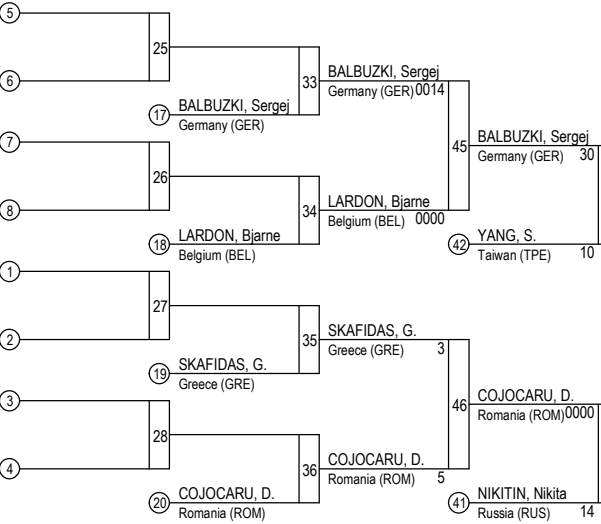 5
25
6
33
BALBUZKI, Sergej
Germany (GER) 0014
17
BALBUZKI, Sergej
Germany (GER)
7
45
BALBUZKI, Sergej
Germany (GER) 30
26
8
34
LARDON, Bjarne
Belgium (BEL) 0000
18
LARDON, Bjarne
Belgium (BEL)
42
YANG, S.
Taiwan (TPE) 10
1
27
2
35
SKAFIDAS, G.
Greece (GRE) 3
19
SKAFIDAS, G.
Greece (GRE)
3
46
COJOCARU, D.
Romania (ROM) 0000
28
4
36
COJOCARU, D.
Romania (ROM) 5
20
COJOCARU, D.
Romania (ROM)
41
NIKITIN, Nikita
Russia (RUS) 14